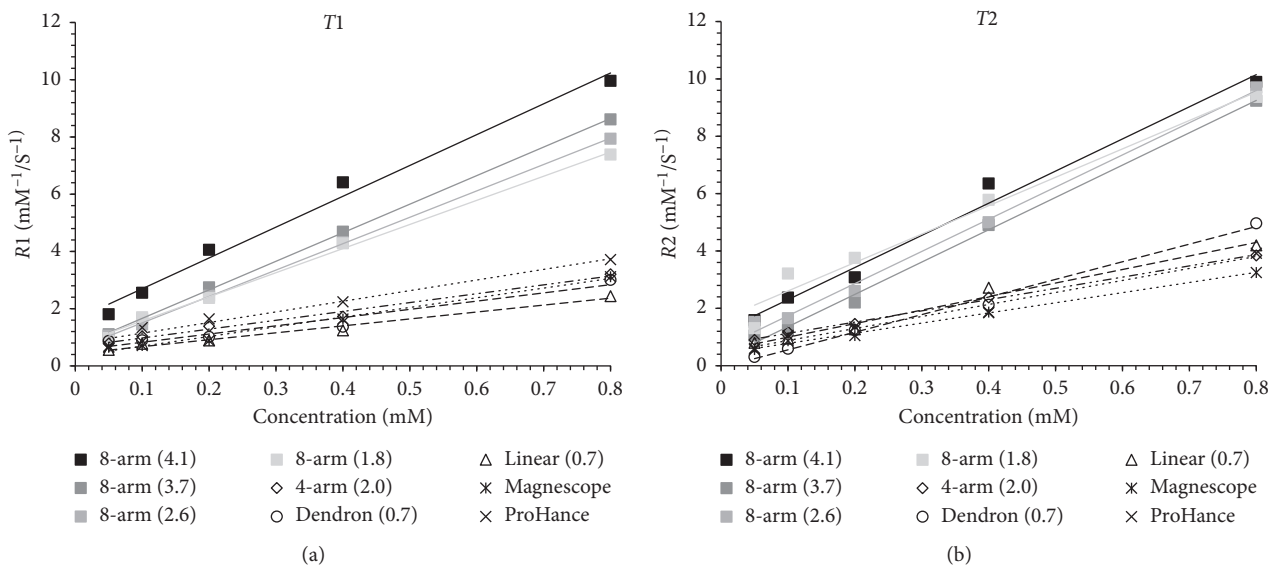 T1
12
10
8
6
4
2
0
R1 (mM⁻¹/S⁻¹)
0 0.1 0.2 0.3 0.4 0.5 0.6 0.7 0.8
Concentration (mM)
8-arm (4.1) 8-arm (1.8) Linear (0.7)
8-arm (3.7) 4-arm (2.0) Magnescope
8-arm (2.6) Dendron (0.7) ProHance
(a)
T2
12
10
8
6
4
2
0
R2 (mM⁻¹/S⁻¹)
0 0.1 0.2 0.3 0.4 0.5 0.6 0.7 0.8
Concentration (mM)
8-arm (4.1) 8-arm (1.8) Linear (0.7)
8-arm (3.7) 4-arm (2.0) Magnescope
8-arm (2.6) Dendron (0.7) ProHance
(b)